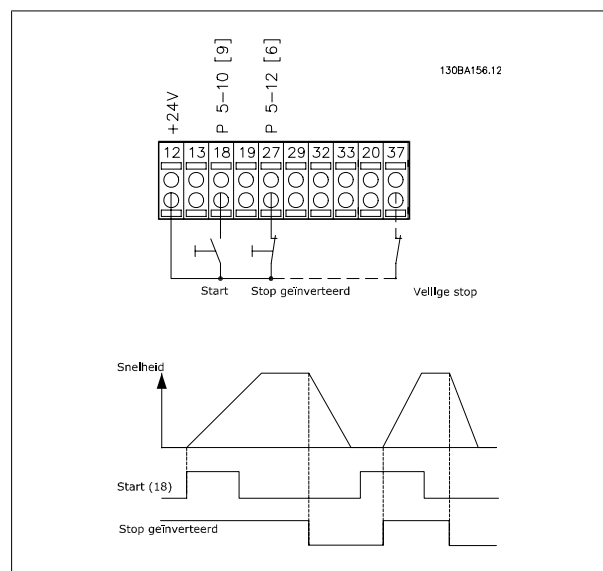 130BA156.12
+24V
P 5-10 [9]
P 5-12 [6]
12 13 18 19 27 29 32 33 20 37
Start
Stop geïnverteerd
Veilige stop
Snelheid
Start (18)
Stop geïnverteerd